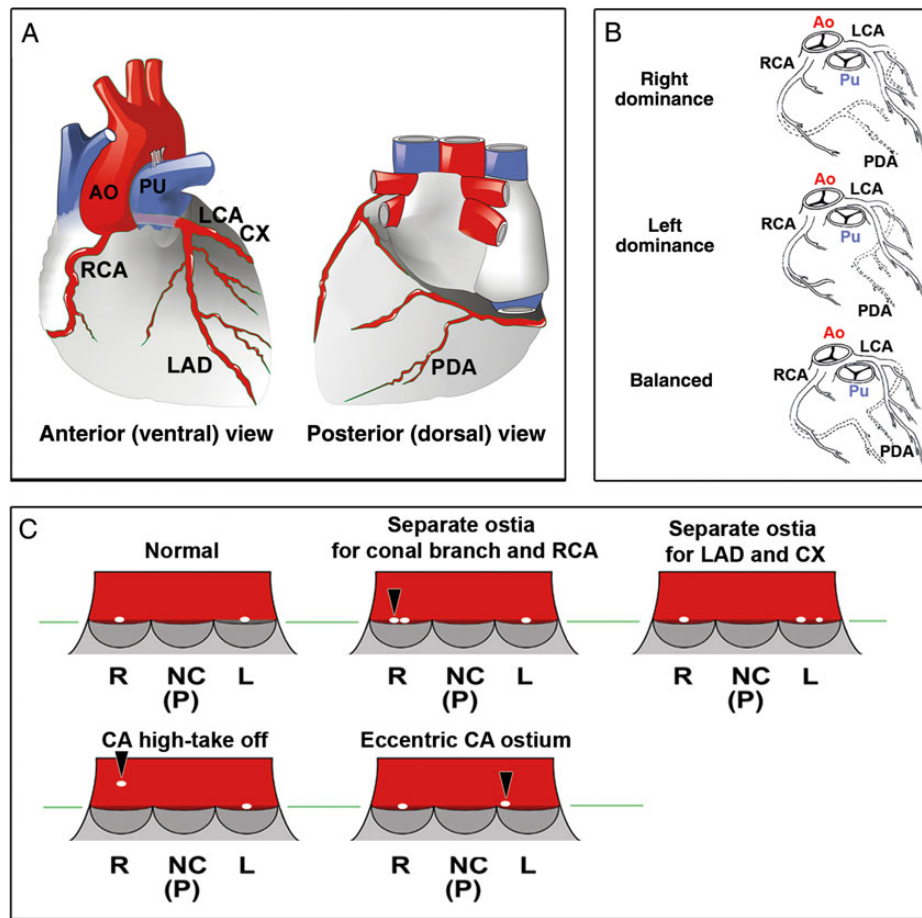 A
AO
PU
LCA
CX
RCA
LAD
PDA
Anterior (ventral) view
Posterior (dorsal) view
B
Right
dominance
Ao
LCA
RCA
Pu
PDA
Left
dominance
Ao
LCA
RCA
Pu
PDA
Balanced
Ao
LCA
RCA
Pu
PDA
C
Normal
R NC L
(P)
Separate ostia
for conal branch and RCA
R NC L
(P)
Separate ostia
for LAD and CX
R NC L
(P)
CA high-take off
R NC L
(P)
Eccentric CA ostium
R NC L
(P)